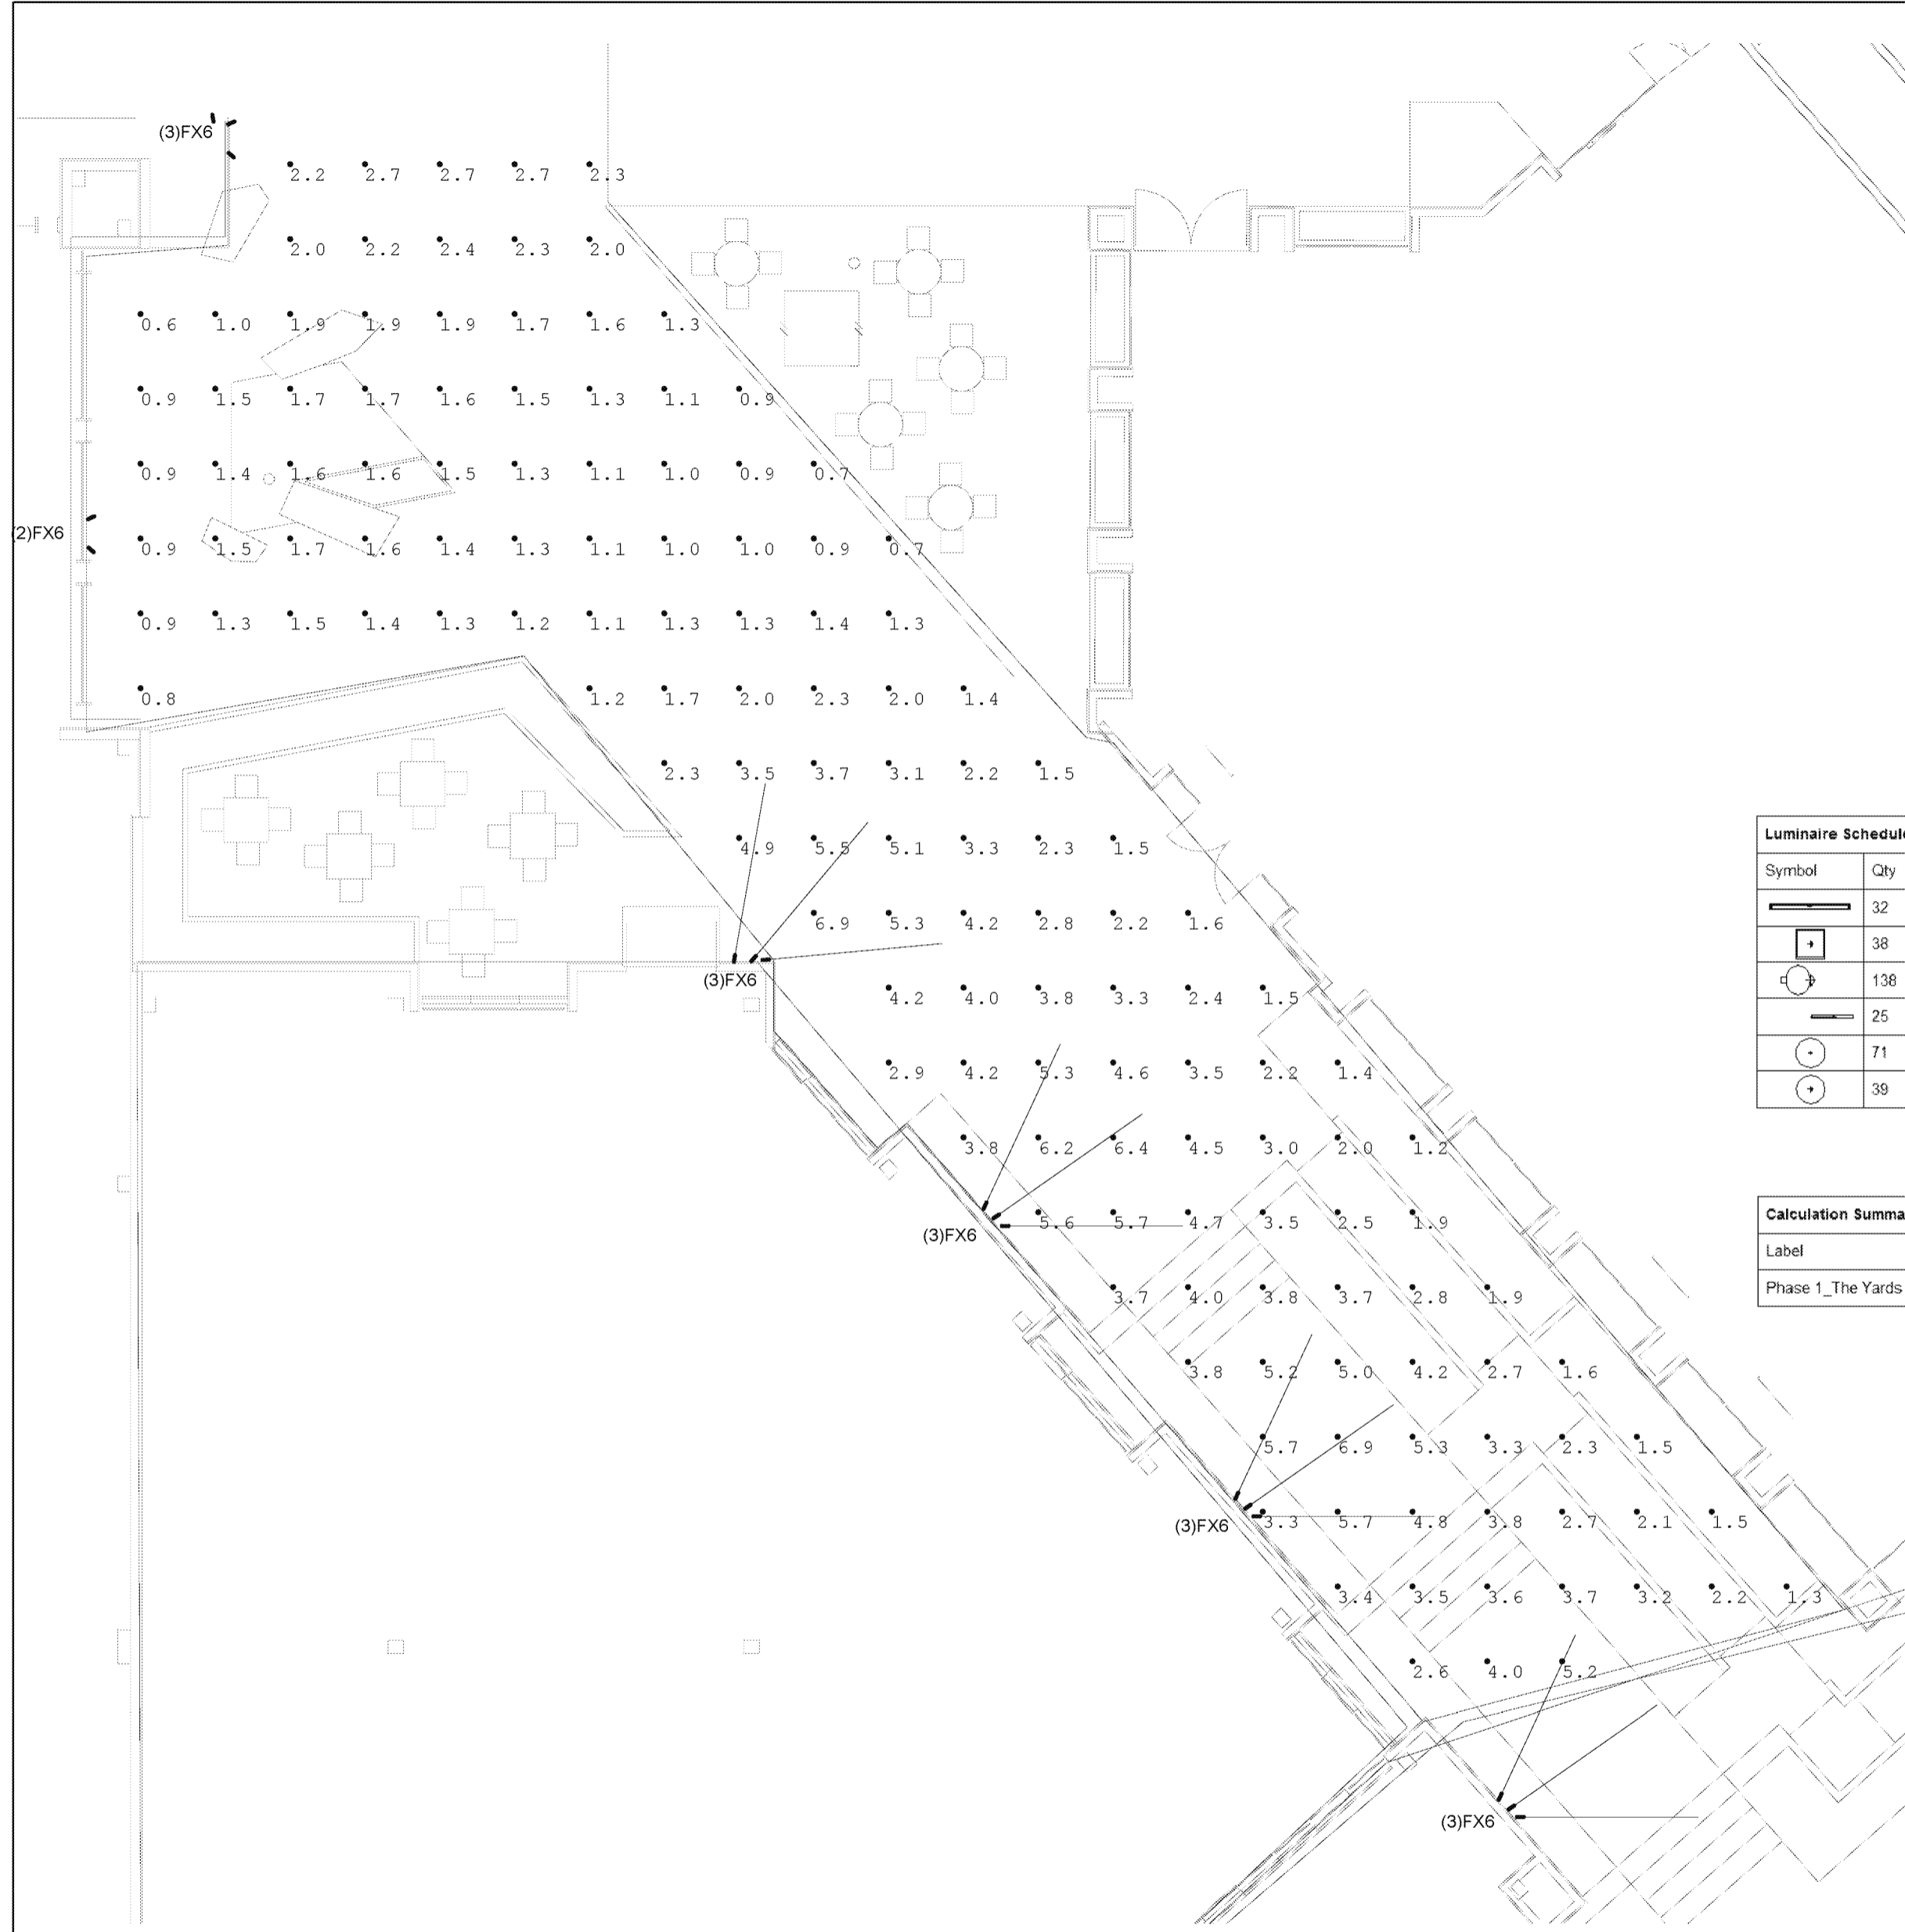 (3)FX6
2.2 2.7 2.7 2.7 2.3
2.0 2.2 2.4 2.3 2.0
0.6 1.0 1.9 1.9 1.9 1.7 1.6 1.3
0.9 1.5 1.7 1.7 1.6 1.5 1.3 1.1 0.9
0.9 1.4 1.6 1.6 1.5 1.3 1.1 1.0 0.9 0.7
(2)FX6
0.9 1.5 1.7 1.6 1.4 1.3 1.1 1.0 1.0 0.9 0.7
0.9 1.3 1.5 1.4 1.3 1.2 1.1 1.3 1.3 1.4 1.3
0.8 1.2 1.7 2.0 2.3 2.0 1.4
2.3 3.5 3.7 3.1 2.2 1.5
4.9 5.5 5.1 3.3 2.3 1.5
6.9 5.3 4.2 2.8 2.2 1.6
(3)FX6
4.2 4.0 3.8 3.3 2.4 1.5
2.9 4.2 5.3 4.6 3.5 2.2 1.4
3.8 6.2 6.4 4.5 3.0 2.0 1.2
5.6 5.7 4.7 3.5 2.5 1.9
(3)FX6
3.7 4.0 3.8 3.7 2.8 1.9
3.8 5.2 5.0 4.2 2.7 1.6
5.7 6.9 5.3 3.3 2.3 1.5
3.3 5.7 4.8 3.8 2.7 2.1 1.5
(3)FX6
3.4 3.5 3.6 3.7 3.2 2.2 1.3
2.6 4.0 5.2
(3)FX6
Luminaire Schedule
Symbol Qty
32
38
138
25
71
39
Calculation Summa
Label
Phase 1_The Yards